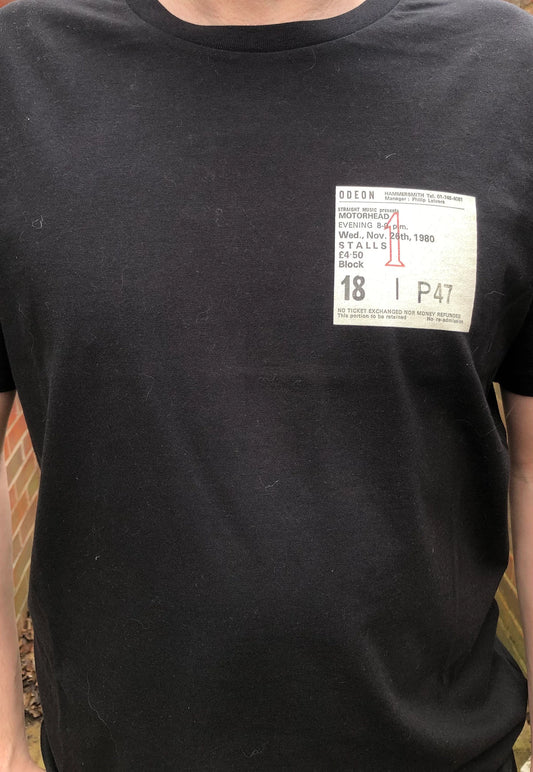 ODEON HAMMERSMITH Tel. 01-748-4081
Manager : Philip Leivers
STRAIGHT MUSIC presents
MOTORHEAD
EVENING 8-0 p.m.
Wed., Nov. 26th, 1980
STALLS
£4·50
Block
1
18 | P47
NO TICKET EXCHANGED NOR MONEY REFUNDED
This portion to be retained No re-admission